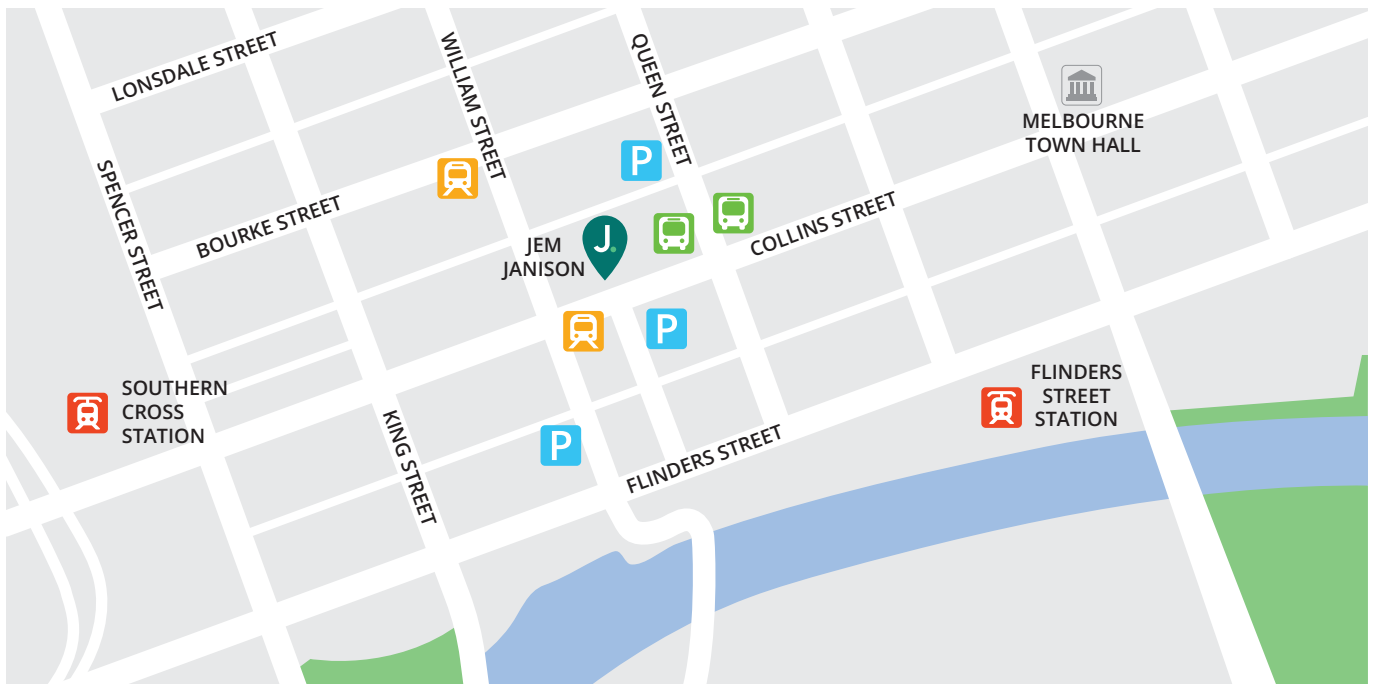 LONSDALE STREET
WILLIAM STREET
QUEEN STREET
MELBOURNE
TOWN HALL
P
SPENCER STREET
BOURKE STREET
JEM
JANISON
J.
COLLINS STREET
P
SOUTHERN
CROSS
STATION
KING STREET
P
FLINDERS STREET
FLINDERS
STREET
STATION